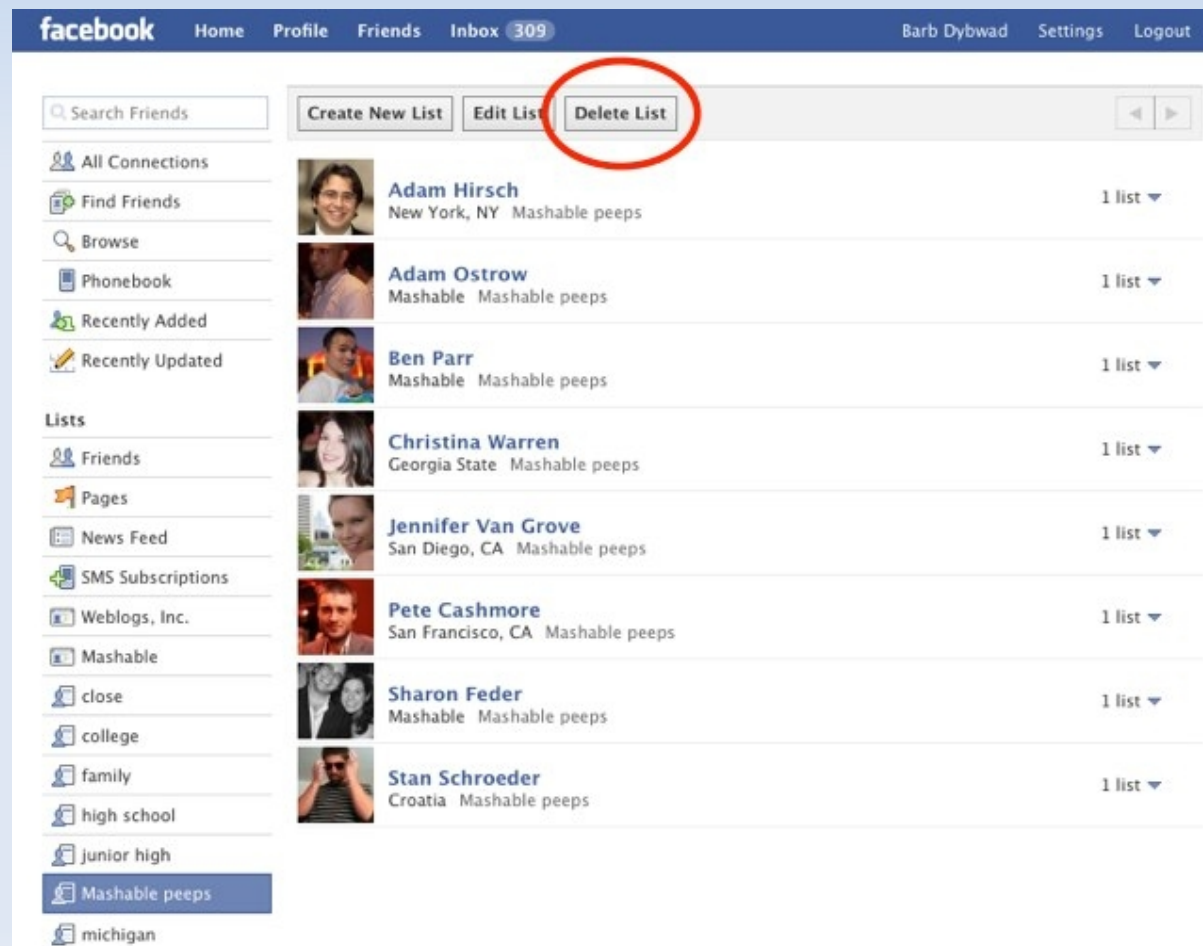 facebook Home Profile Friends Inbox 309 Barb Dybwad Settings Logout
Search Friends
All Connections
Find Friends
Browse
Phonebook
Recently Added
Recently Updated
Lists
Friends
Pages
News Feed
SMS Subscriptions
Weblogs, Inc.
Mashable
close
college
family
high school
junior high
Mashable peeps
michigan
Create New List Edit List Delete List
Adam Hirsch
New York, NY Mashable peeps
1 list
Adam Ostrow
Mashable Mashable peeps
1 list
Ben Parr
Mashable Mashable peeps
1 list
Christina Warren
Georgia State Mashable peeps
1 list
Jennifer Van Grove
San Diego, CA Mashable peeps
1 list
Pete Cashmore
San Francisco, CA Mashable peeps
1 list
Sharon Feder
Mashable Mashable peeps
1 list
Stan Schroeder
Croatia Mashable peeps
1 list